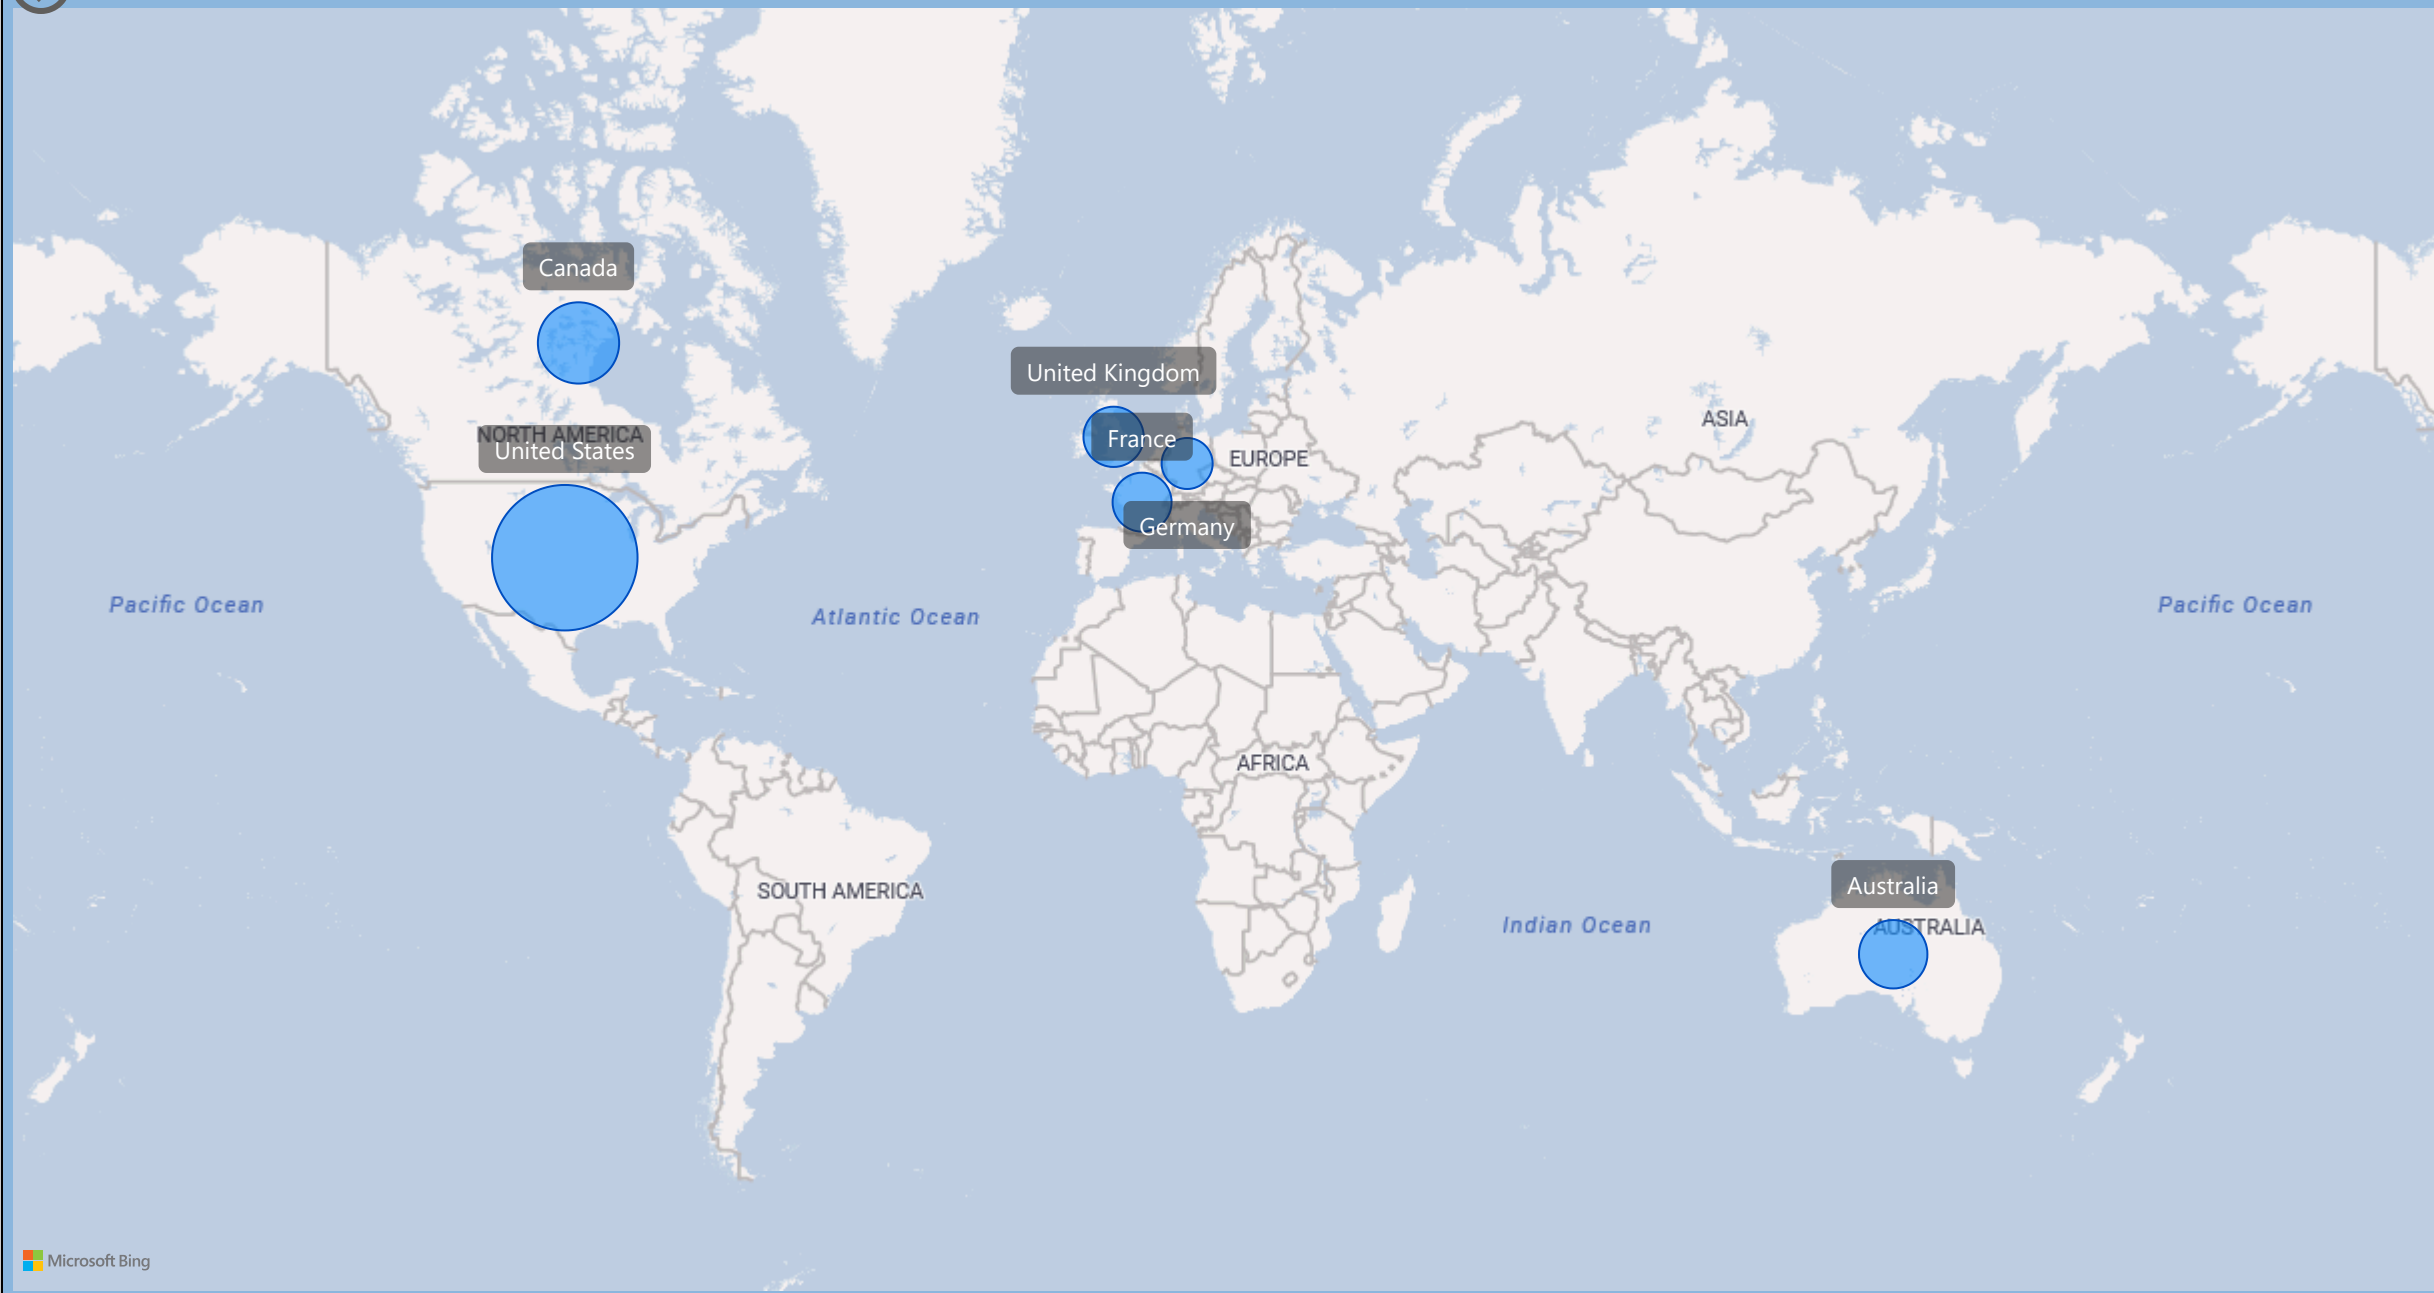 Canada
United Kingdom
ASIA
NORTH AMERICA
France
United States
EUROPE
Germany
Pacific Ocean
Atlantic Ocean
Pacific Ocean
AFRICA
Australia
SOUTH AMERICA
Indian Ocean
AUSTRALIA
Microsoft Bing